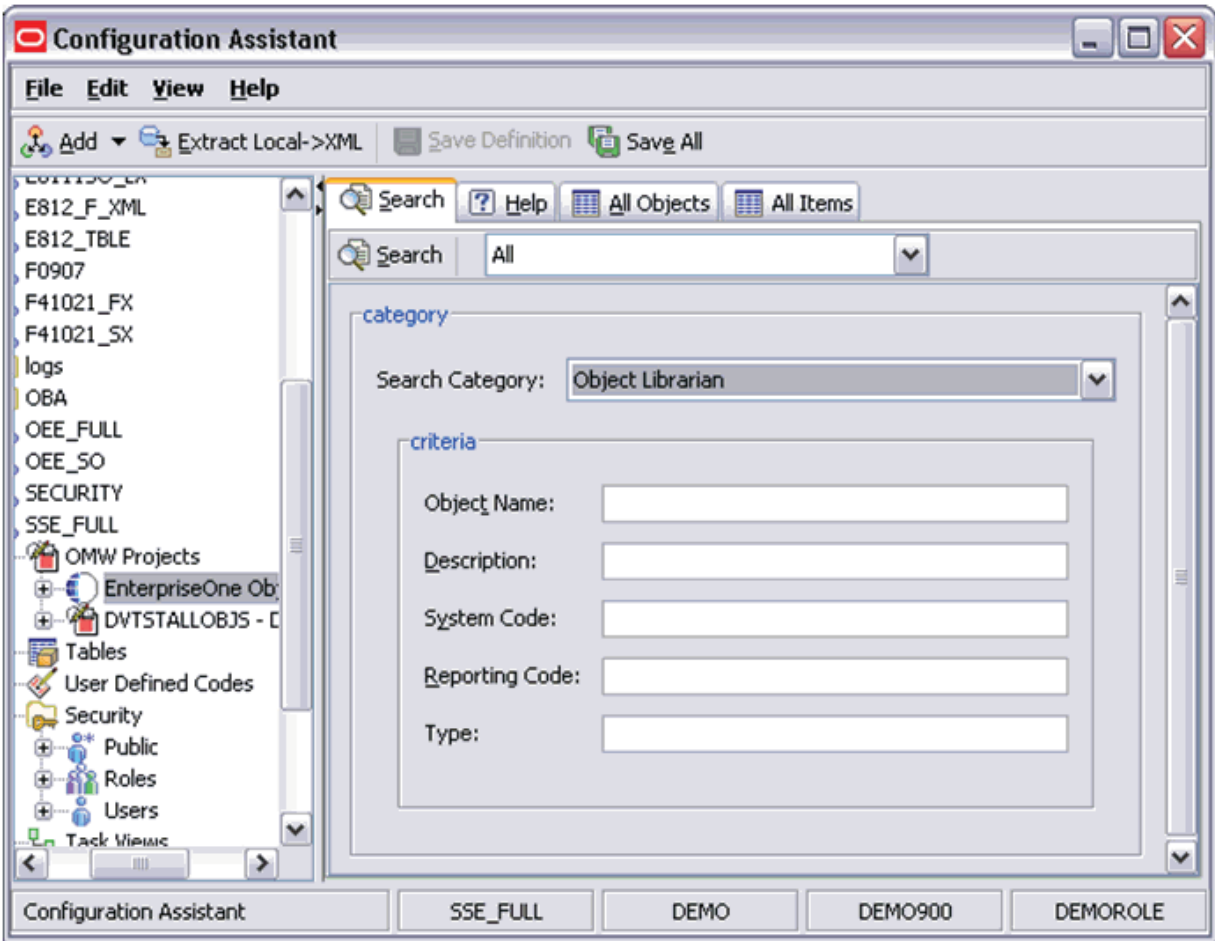 Configuration Assistant
File Edit View Help
Add Extract Local->XML Save Definition Save All
E812_F_XML
E812_TBLE
F0907
F41021_FX
F41021_SX
logs
OBA
OEE_FULL
OEE_SO
SECURITY
SSE_FULL
OMW Projects
EnterpriseOne Ob
DVTSTALLOBJS - D
Tables
User Defined Codes
Security
Public
Roles
Users
Task Views
Search Help All Objects All Items
Search All
category
Search Category: Object Librarian
criteria
Object Name:
Description:
System Code:
Reporting Code:
Type:
Configuration Assistant SSE_FULL DEMO DEMO900 DEMOROLE